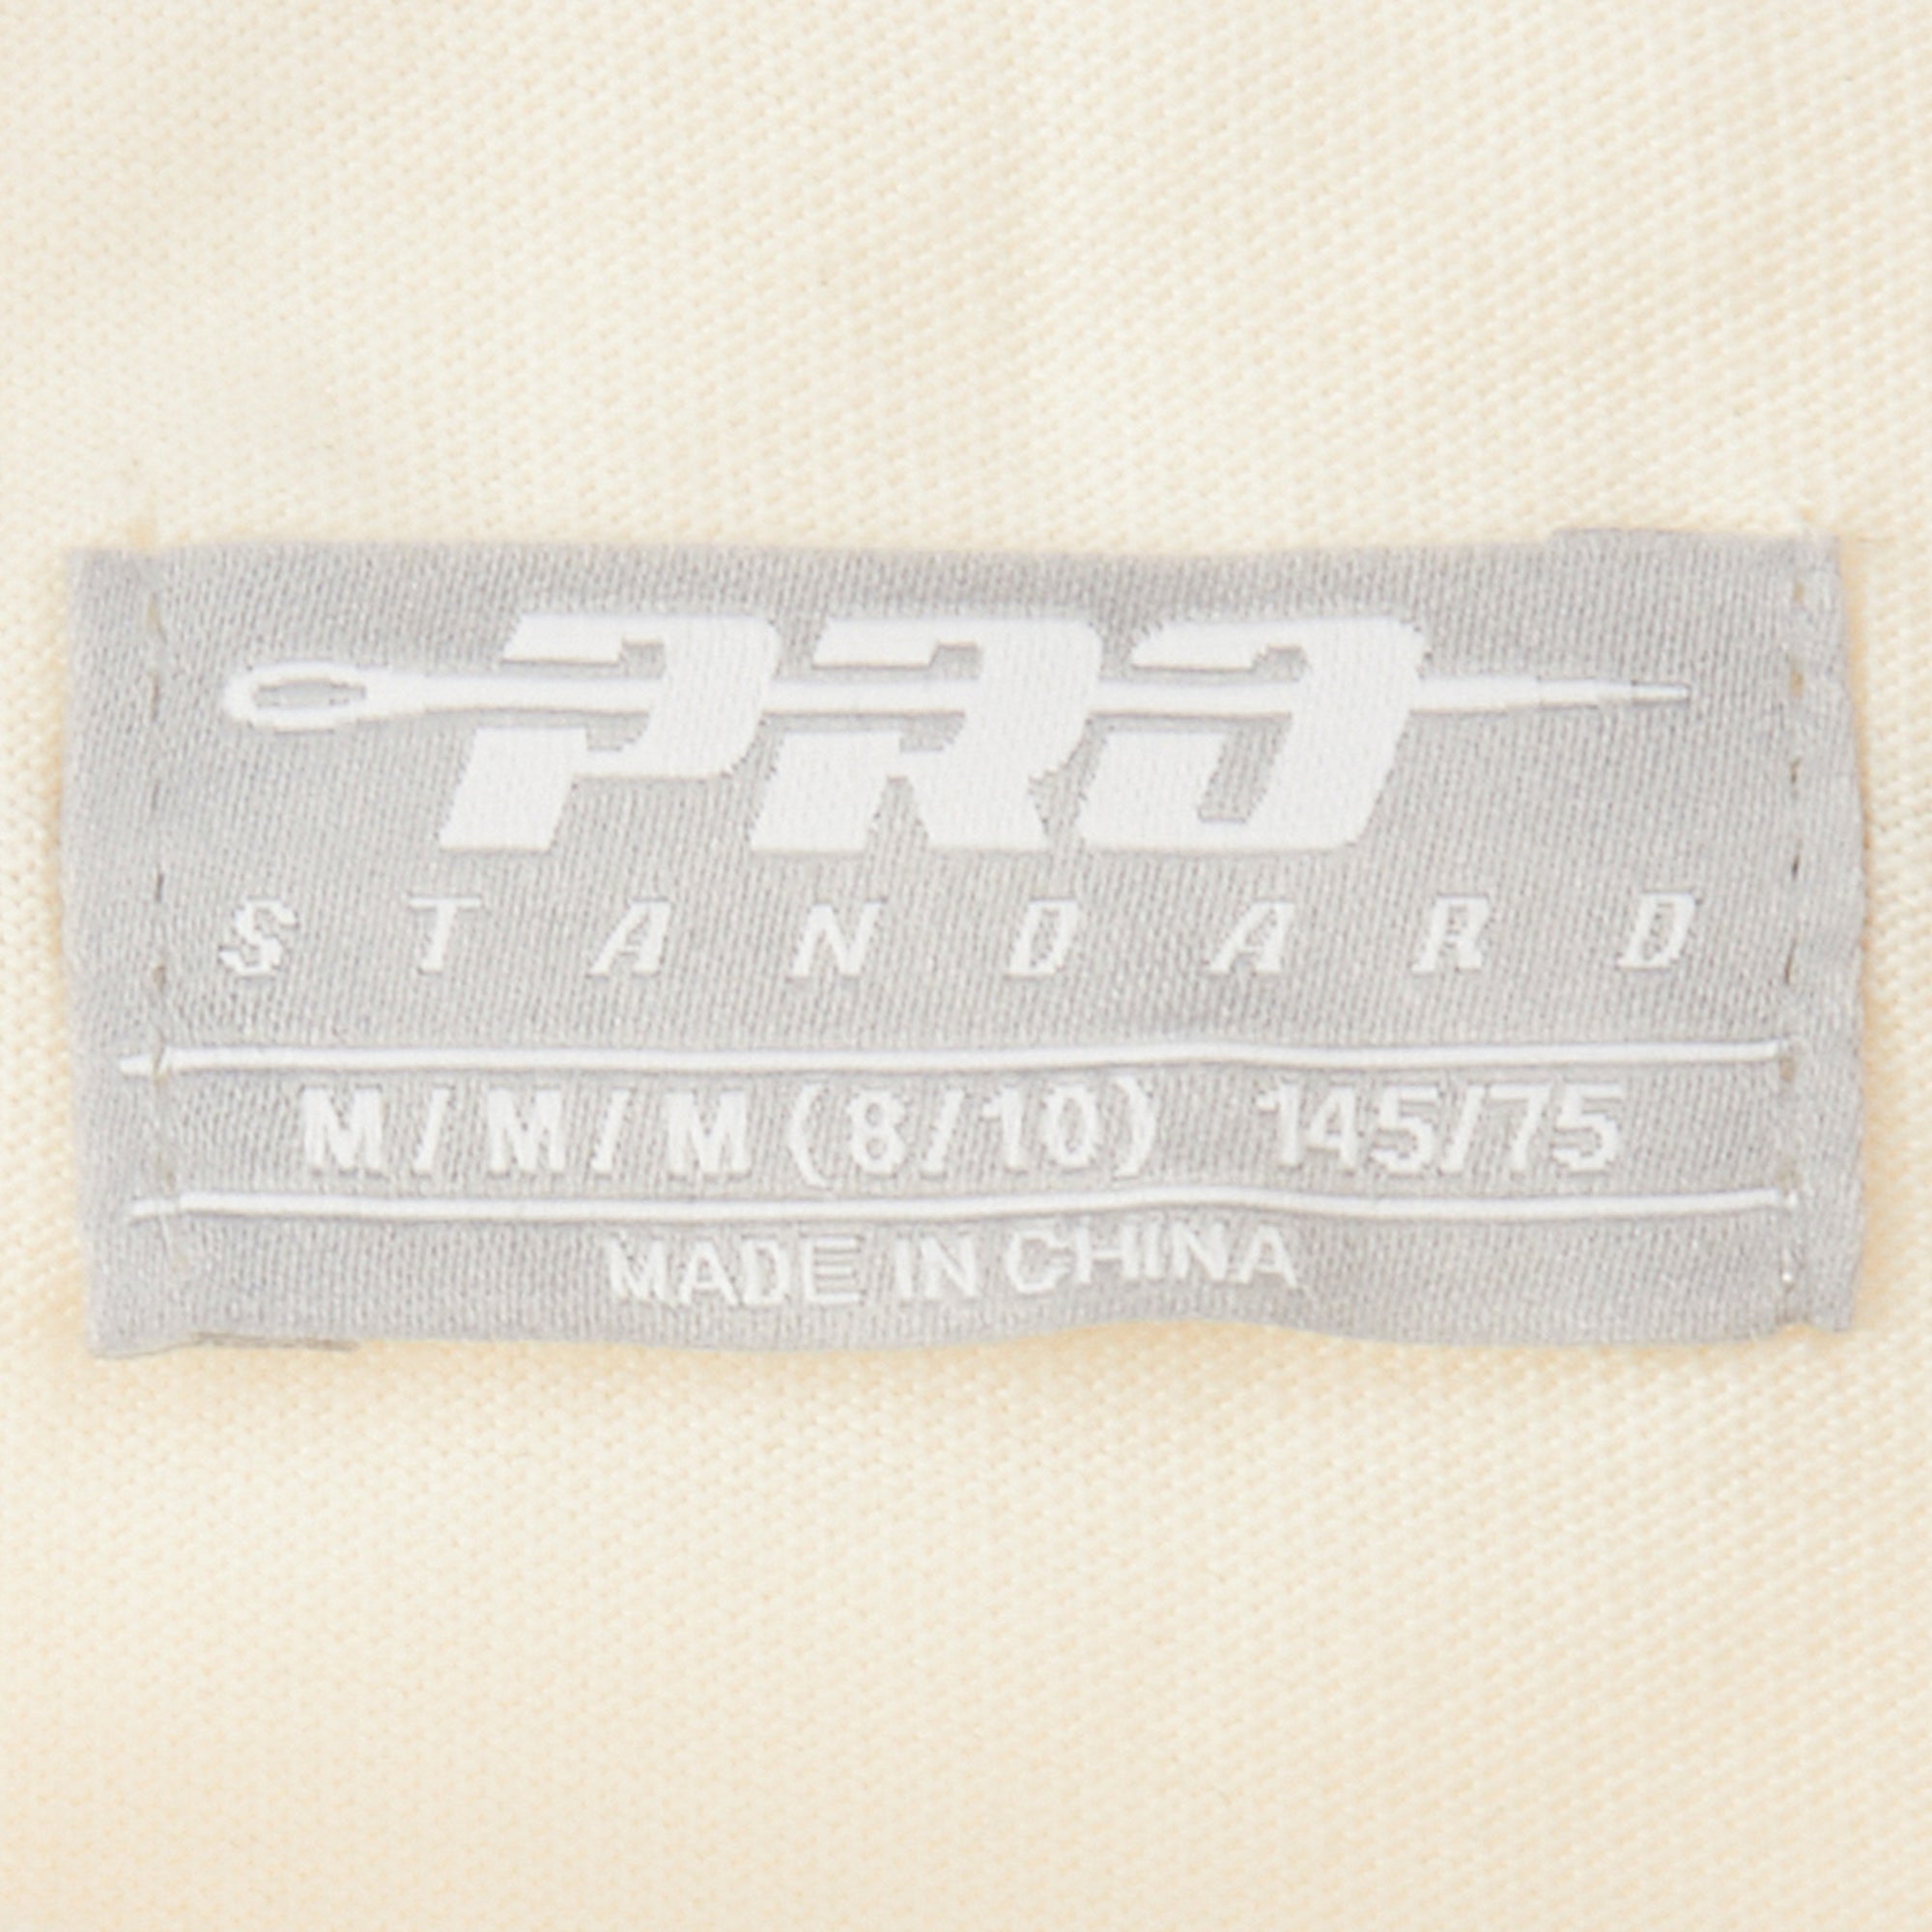 PRO
STANDARD
M/M/M(8/10) 145/75
MADE IN CHINA